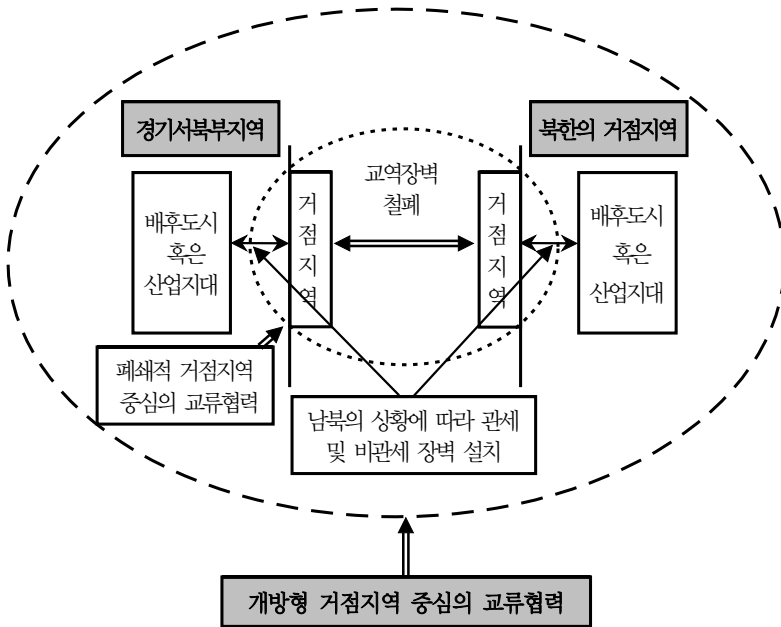 경기서북부지역
북한의 거점지역
배후도시
혹은
산업지대
거
점
지
역
교역장벽
철폐
거
점
지
역
배후도시
혹은
산업지대
폐쇄적 거점지역
중심의 교류협력
남북의 상황에 따라 관세
및 비관세 장벽 설치
개방형 거점지역 중심의 교류협력